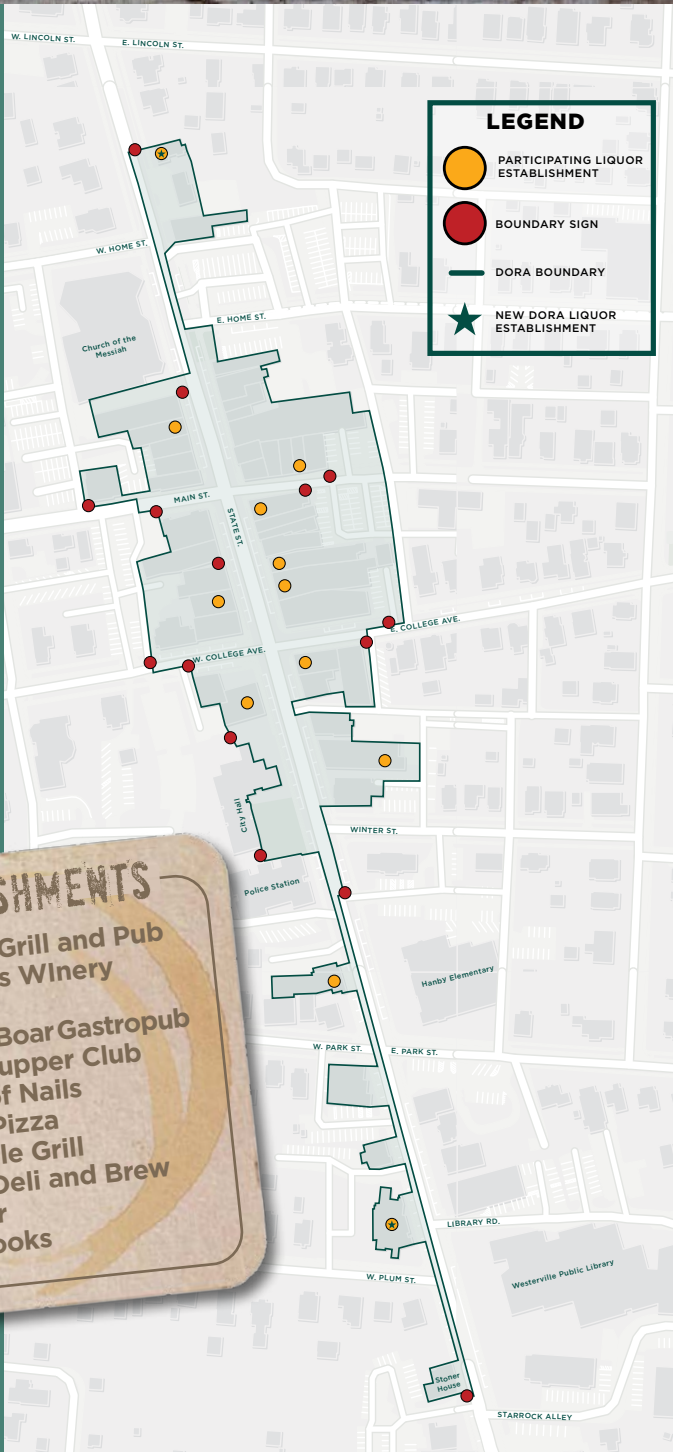 W. LINCOLN ST.
E. LINCOLN ST.
LEGEND
PARTICIPATING LIQUOR
ESTABLISHMENT
BOUNDARY SIGN
DORA BOUNDARY
NEW DORA LIQUOR
ESTABLISHMENT
W. HOME ST.
E. HOME ST.
Church of the
Messiah
MAIN ST.
STATE ST.
E. COLLEGE AVE.
W. COLLEGE AVE.
City Hall
WINTER ST.
Police Station
SHMENTS
Grill and Pub
s WInery
Boar Gastropub
upper Club
of Nails
Pizza
le Grill
Deli and Brew
r
ooks
Hanby Elementary
W. PARK ST.
E. PARK ST.
LIBRARY RD.
Westerville Public Library
W. PLUM ST.
Stoner
House
STARROCK ALLEY